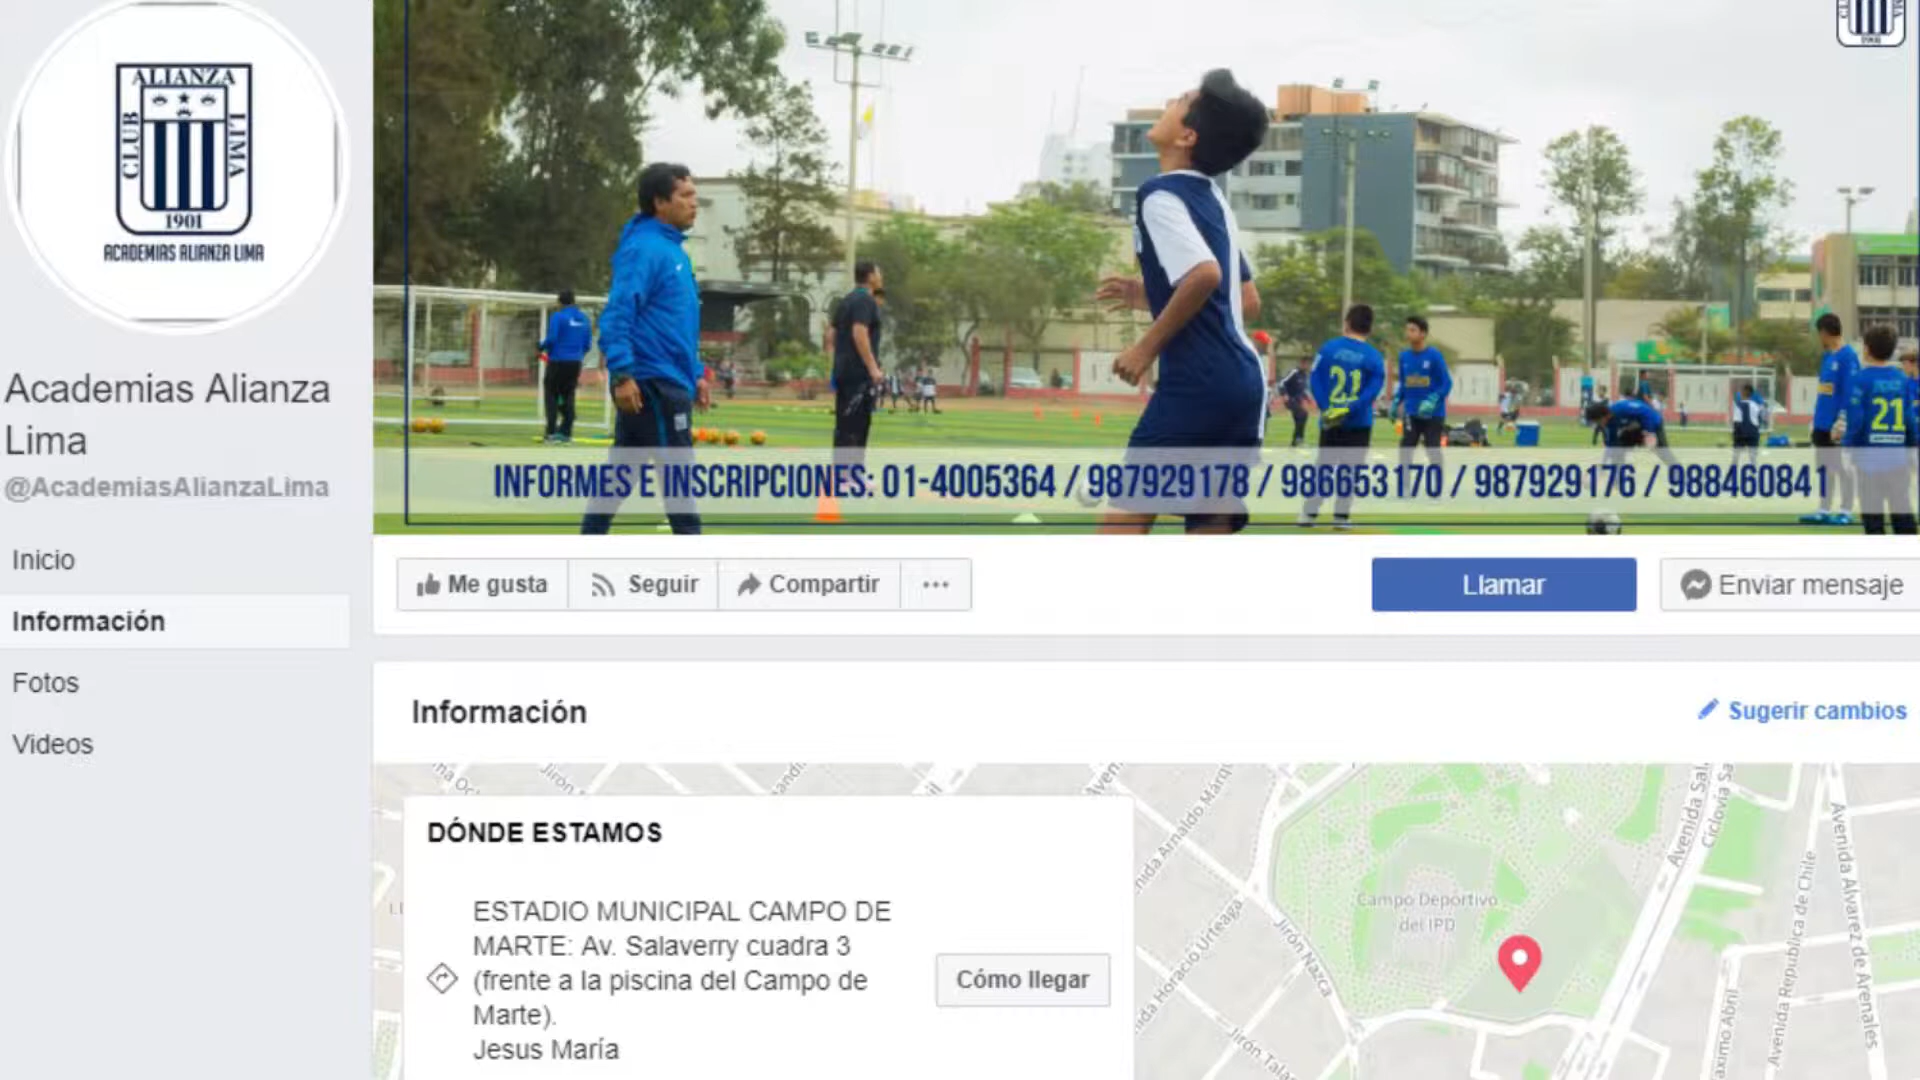 ALIANZA
CLUB
LIMA
1901
ACADEMIAS ALIANZA LIMA
Academias Alianza
Lima
@AcademiasAlianzaLima
Inicio
Información
Fotos
Videos
21
21
INFORMES E INSCRIPCIONES: 01-4005364 / 987929178 / 986653170 / 987929176 / 988460841
Me gusta
Seguir
Compartir
Llamar
Enviar mensaje
Información
Sugerir cambios
DÓNDE ESTAMOS
ESTADIO MUNICIPAL CAMPO DE
MARTE: Av. Salaverry cuadra 3
(frente a la piscina del Campo de
Marte).
Jesus María
Cómo llegar
Jirón
Campo Deportivo
del IPD
Jirón Nazca
Avenida República de Chile
Avenida Alvarez de Arenales